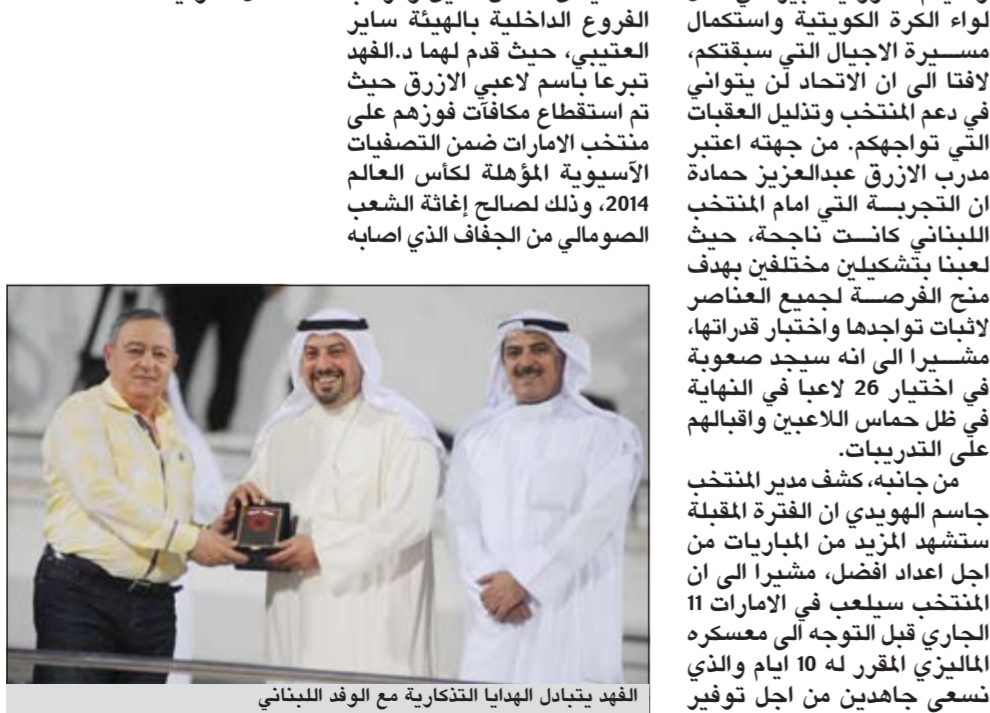 لواء الكرة الكويتية واستكمال
مسيرة الاجيال التي سبقتكم،
لافتا الى ان الاتحاد لن يتواني
في دعم المنتخب وتذليل العقبات
التي تواجهكم. من جهته اعتبر
مدرب الازرق عبدالعزيز حمادة
ان التجربة التي امام المنتخب
اللبناني كانت ناجحة، حيث
لعبنا بتشكيلين مختلفين بهدف
منح الفرصة لجميع العناصر
لاثبات تواجدها واختبار قدراتها،
مشيرا الى انه سيجد صعوبة
في اختيار 26 لاعبا في النهاية
في ظل حماس اللاعبين واقبالهم
على التدريبات.
من جانبه، كشف مدير المنتخب
جاسم الهويدي ان الفترة المقبلة
ستشهد المزيد من المباريات من
اجل اعداد افضل، مشيرا الى ان
المنتخب سيلعب في الامارات 11
الجاري قبل التوجه الى معسكره
الماليزي المقرر له 10 ايام والذي
نسعى جاهدين من اجل توفير
الفروع الداخلية بالهيئة ساير
العتيبي، حيث قدم لهما د.الفهد
تبرعا باسم لاعبي الازرق حيث
تم استقطاع مكافآت فوزهم على
منتخب الامارات ضمن التصفيات
الآسيوية المؤهلة لكأس العالم
2014، وذلك لصالح إغاثة الشعب
الصومالي من الجفاف الذي اصابه
الفهد يتبادل الهدايا التذكارية مع الوفد اللبناني